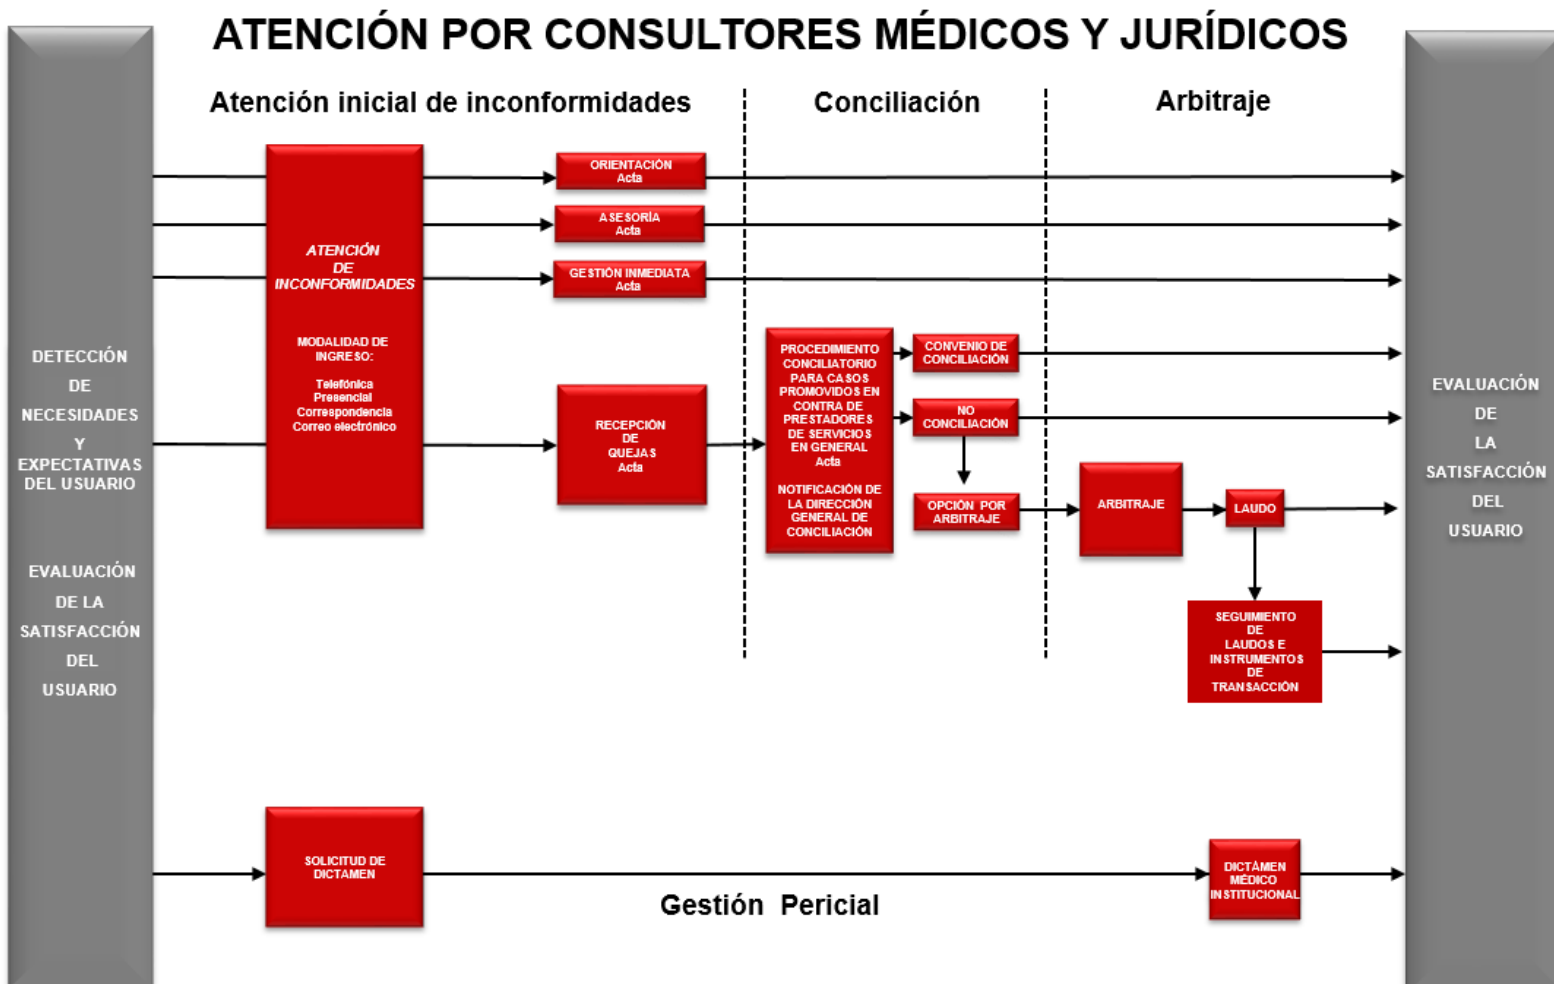 ATENCIÓN POR CONSULTORES MÉDICOS Y JURÍDICOS
Atención inicial de inconformidades
Conciliación
Arbitraje
DETECCIÓN
DE
NECESIDADES
Y
EXPECTATIVAS
DEL USUARIO
EVALUACIÓN
DE LA
SATISFACCIÓN
DEL
USUARIO
ATENCIÓN
DE
INCONFORMIDADES
MODALIDAD DE
INGRESO:
Telefónica
Presencial
Correspondencia
Correo electrónico
ORIENTACIÓN
Acta
ASESORÍA
Acta
GESTIÓN INMEDIATA
Acta
RECEPCIÓN
DE
QUEJAS
Acta
PROCEDIMIENTO
CONCILIATORIO
PARA CASOS
PROMOVIDOS EN
CONTRA DE
PRESTADORES
DE SERVICIOS
EN GENERAL
Acta
NOTIFICACIÓN DE
LA DIRECCIÓN
GENERAL DE
CONCILIACIÓN
CONVENIO DE
CONCILIACIÓN
NO
CONCILIACIÓN
OPCIÓN POR
ARBITRAJE
ARBITRAJE
LAUDO
SEGUIMIENTO
DE
LAUDOS E
INSTRUMENTOS
DE
TRANSACCIÓN
EVALUACIÓN
DE
LA
SATISFACCIÓN
DEL
USUARIO
SOLICITUD DE
DICTAMEN
Gestión Pericial
DICTÁMEN
MÉDICO
INSTITUCIONAL